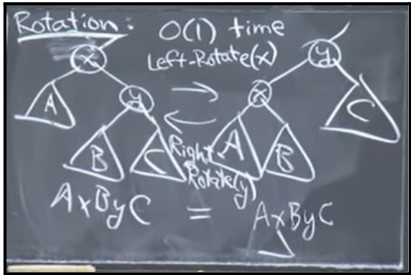 Rotation: O(1) time
Left-Rotate(x)
x y
A y x C
B C A B
Right
Rotate(y)
AxByC = AxByC